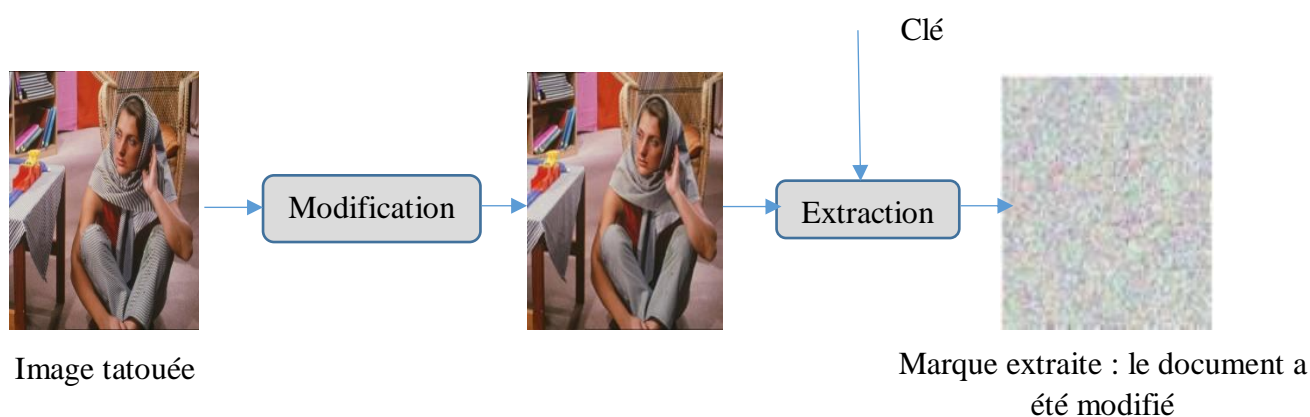 Clé
Modification
Extraction
Image tatouée
Marque extraite : le document a
été modifié